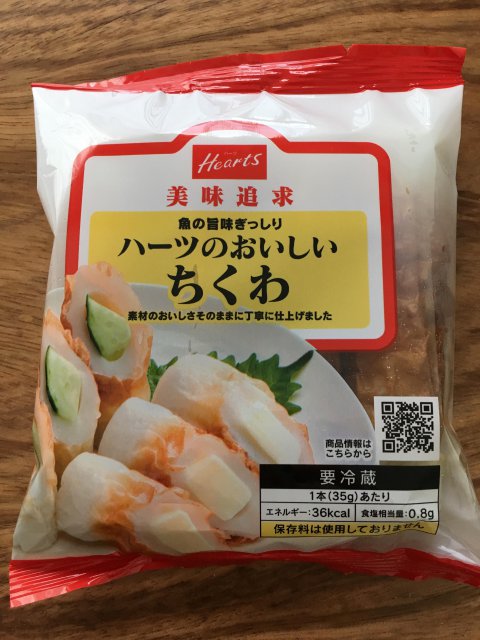 ハーツ
Hearts
美味追求
魚の旨味ぎっしり
ハーツのおいしい
ちくわ
素材のおいしさそのままに丁寧に仕上げました
商品情報は
こちらから
要冷蔵
1本(35g)あたり
エネルギー:36kcal 食塩相当量:0.8g
保存料は使用しておりません